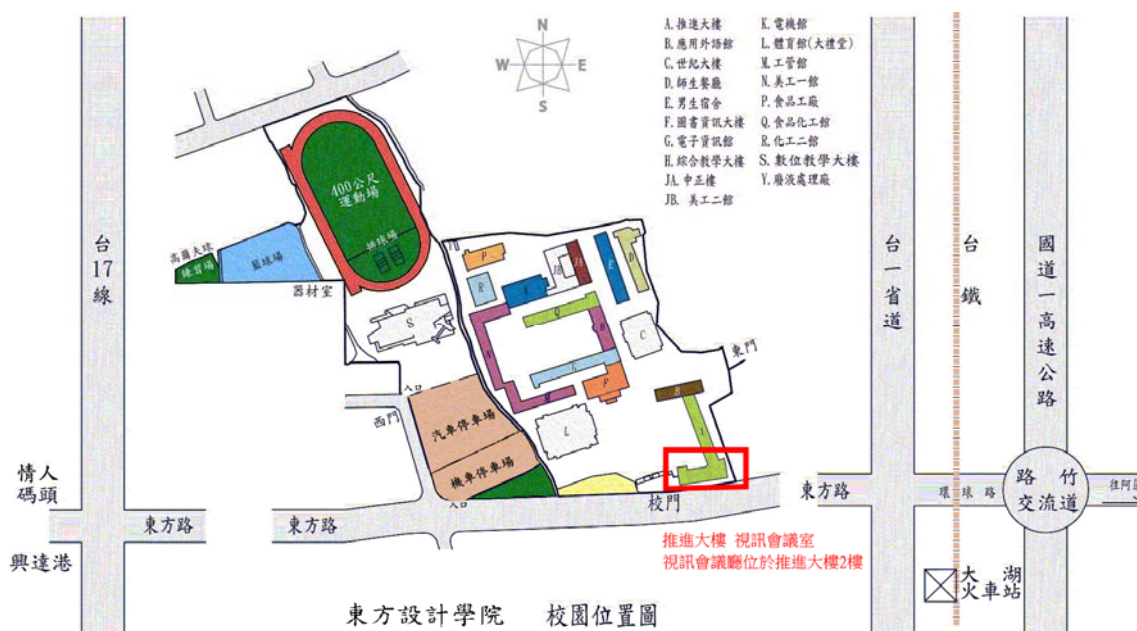 N
W E
S
A. 推進大樓
B. 應用外語館
C. 世紀大樓
D. 師生餐廳
E. 男生宿舍
F. 圖書資訊大樓
G. 電子資訊館
H. 綜合教學大樓
JA. 中正樓
JB. 美工二館
K. 電機館
L. 體育館(大禮堂)
M. 工管館
N. 美工一館
P. 食品工廠
Q. 食品化工館
R. 化工二館
S. 數位教學大樓
Y. 廢液處理廠
台17線
400公尺
運動場
排球場
高爾夫球
練習場
籃球場
器材室
P
R
JB
JA
E
D
Q
S
C
東門
B
A
L
入口
西門
汽車停車場
機車停車場
入口
校門
台一省道
台鐵
國道一高速公路
情人
碼頭
東方路
東方路
東方路
環球路
路竹
交流道
往阿
興達港
推進大樓 視訊會議室
視訊會議廳位於推進大樓2樓
大湖
火車站
東方設計學院 校園位置圖